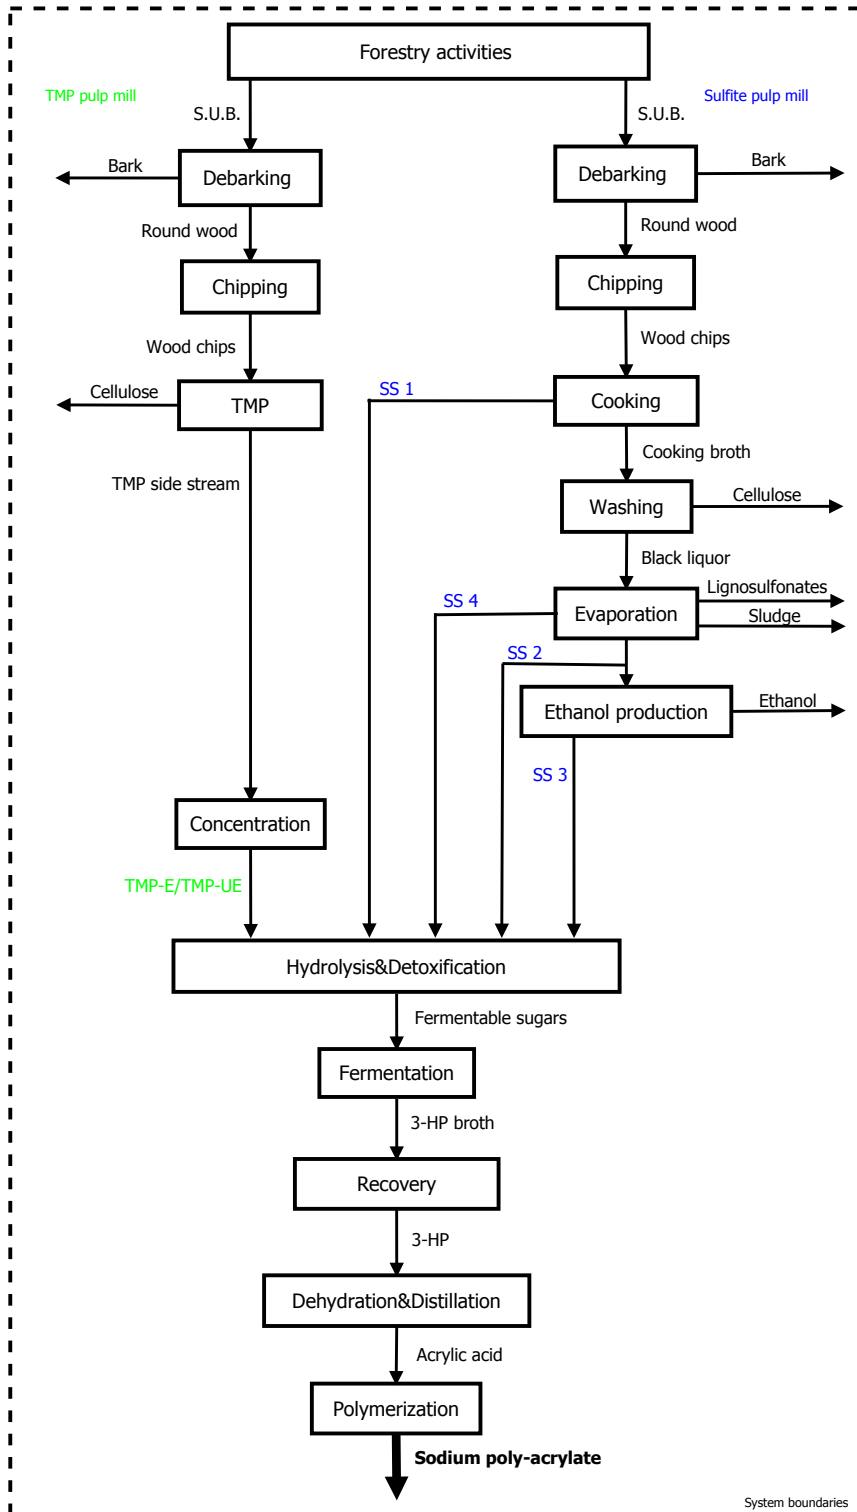 Forestry activities
TMP pulp mill
Sulfite pulp mill
S.U.B.
S.U.B.
Bark
Debarking
Debarking
Bark
Round wood
Round wood
Chipping
Chipping
Wood chips
Wood chips
Cellulose
TMP
SS 1
Cooking
Cooking broth
TMP side stream
Washing
Cellulose
Black liquor
SS 4
Evaporation
Lignosulfonates
Sludge
SS 2
Ethanol production
Ethanol
SS 3
Concentration
TMP-E/TMP-UE
Hydrolysis&Detoxification
Fermentable sugars
Fermentation
3-HP broth
Recovery
3-HP
Dehydration&Distillation
Acrylic acid
Polymerization
Sodium poly-acrylate
System boundaries